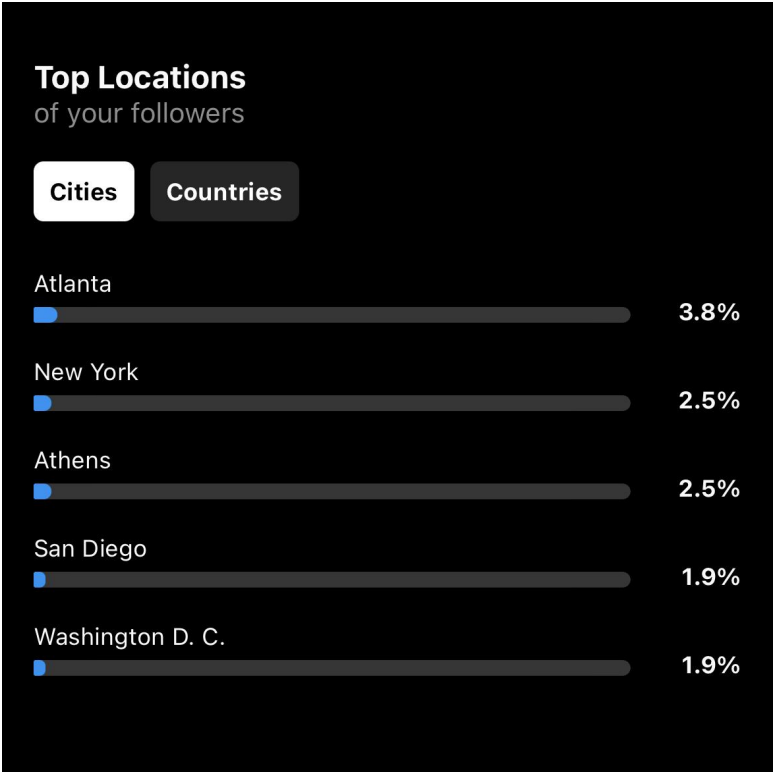 Top Locations
of your followers
Cities Countries
Atlanta
3.8%
New York
2.5%
Athens
2.5%
San Diego
1.9%
Washington D. C.
1.9%